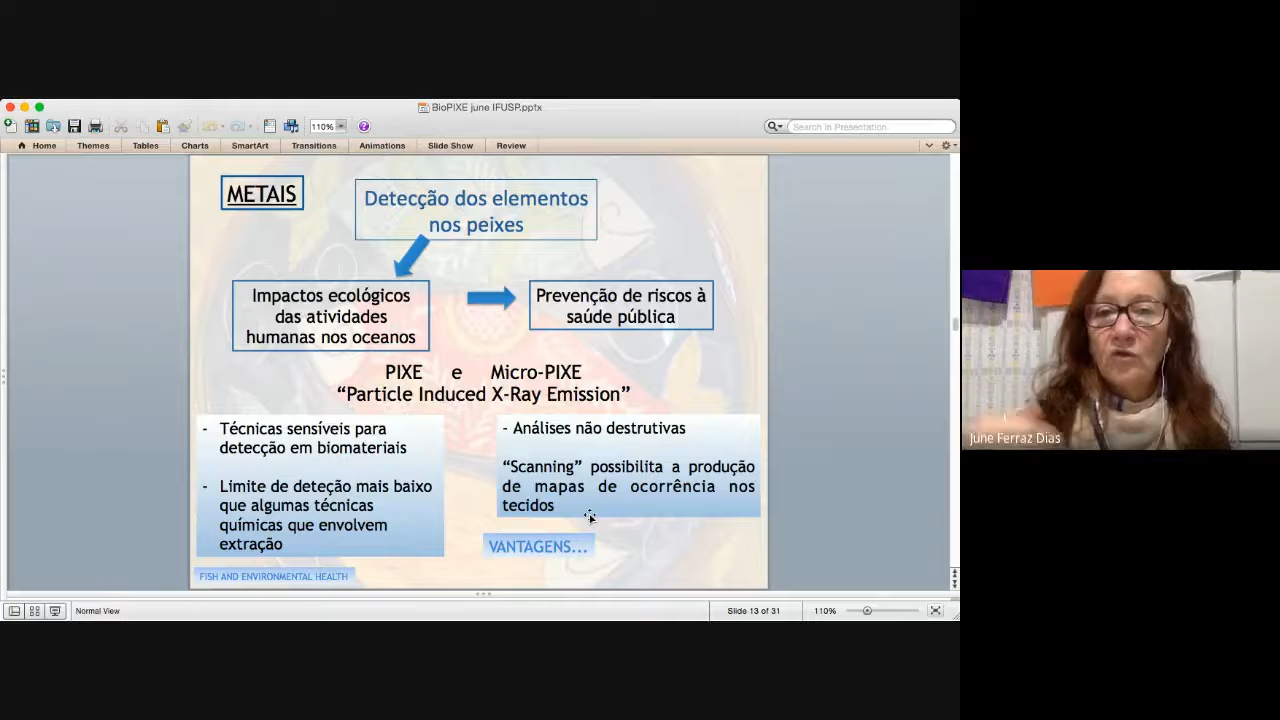 BioPIXE june IFUSP.pptx
110%
Search In Presentation
Home Themes Tables Charts SmartArt Transitions Animations Slide Show Review
METAIS
Detecção dos elementos
nos peixes
Impactos ecológicos
das atividades
humanas nos oceanos
Prevenção de riscos à
saúde pública
PIXE e Micro-PIXE
“Particle Induced X-Ray Emission”
- Técnicas sensíveis para
detecção em biomateriais
- Limite de deteção mais baixo
que algumas técnicas
químicas que envolvem
extração
- Análises não destrutivas
“Scanning” possibilita a produção
de mapas de ocorrência nos
tecidos
VANTAGENS...
FISH AND ENVIRONMENTAL HEALTH
Normal View
Slide 13 of 31
110%
June Ferraz Dias